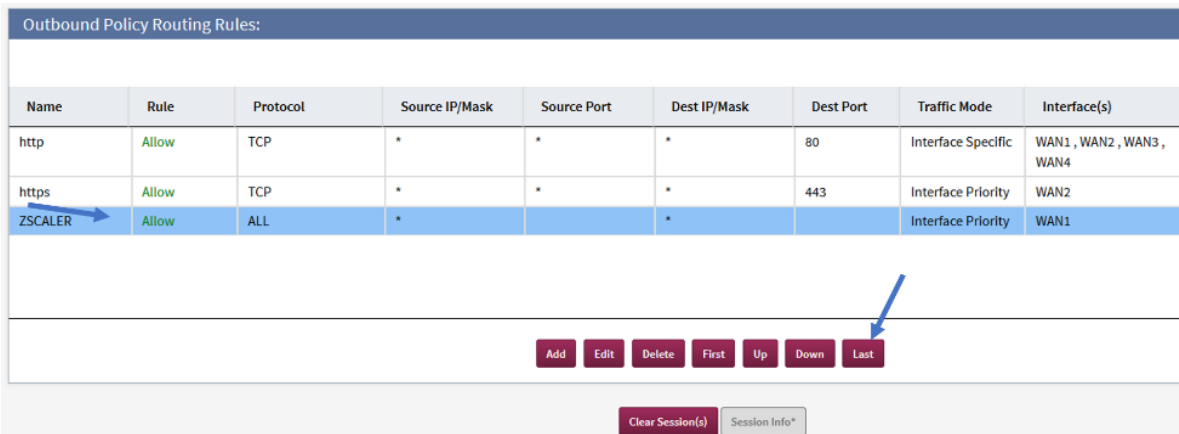 Outbound Policy Routing Rules:
Name Rule Protocol Source IP/Mask Source Port Dest IP/Mask Dest Port Traffic Mode Interface(s)
http Allow TCP * * * 80 Interface Specific WAN1 , WAN2 , WAN3 ,
WAN4
https Allow TCP * * * 443 Interface Priority WAN2
ZSCALER Allow ALL * * Interface Priority WAN1
Add Edit Delete First Up Down Last
Clear Session(s) Session Info*